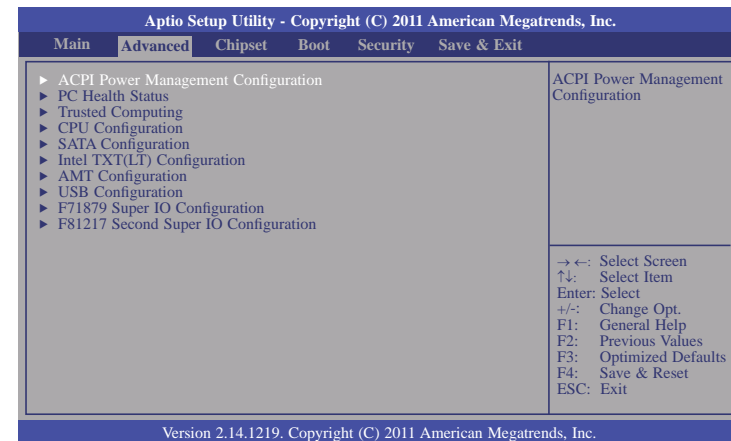 Aptio Setup Utility - Copyright (C) 2011 American Megatrends, Inc.
Main Advanced Chipset Boot Security Save & Exit
► ACPI Power Management Configuration
► PC Health Status
► Trusted Computing
► CPU Configuration
► SATA Configuration
► Intel TXT(LT) Configuration
► AMT Configuration
► USB Configuration
► F71879 Super IO Configuration
► F81217 Second Super IO Configuration
ACPI Power Management
Configuration
→←: Select Screen
↑↓: Select Item
Enter: Select
+/-: Change Opt.
F1: General Help
F2: Previous Values
F3: Optimized Defaults
F4: Save & Reset
ESC: Exit
Version 2.14.1219. Copyright (C) 2011 American Megatrends, Inc.